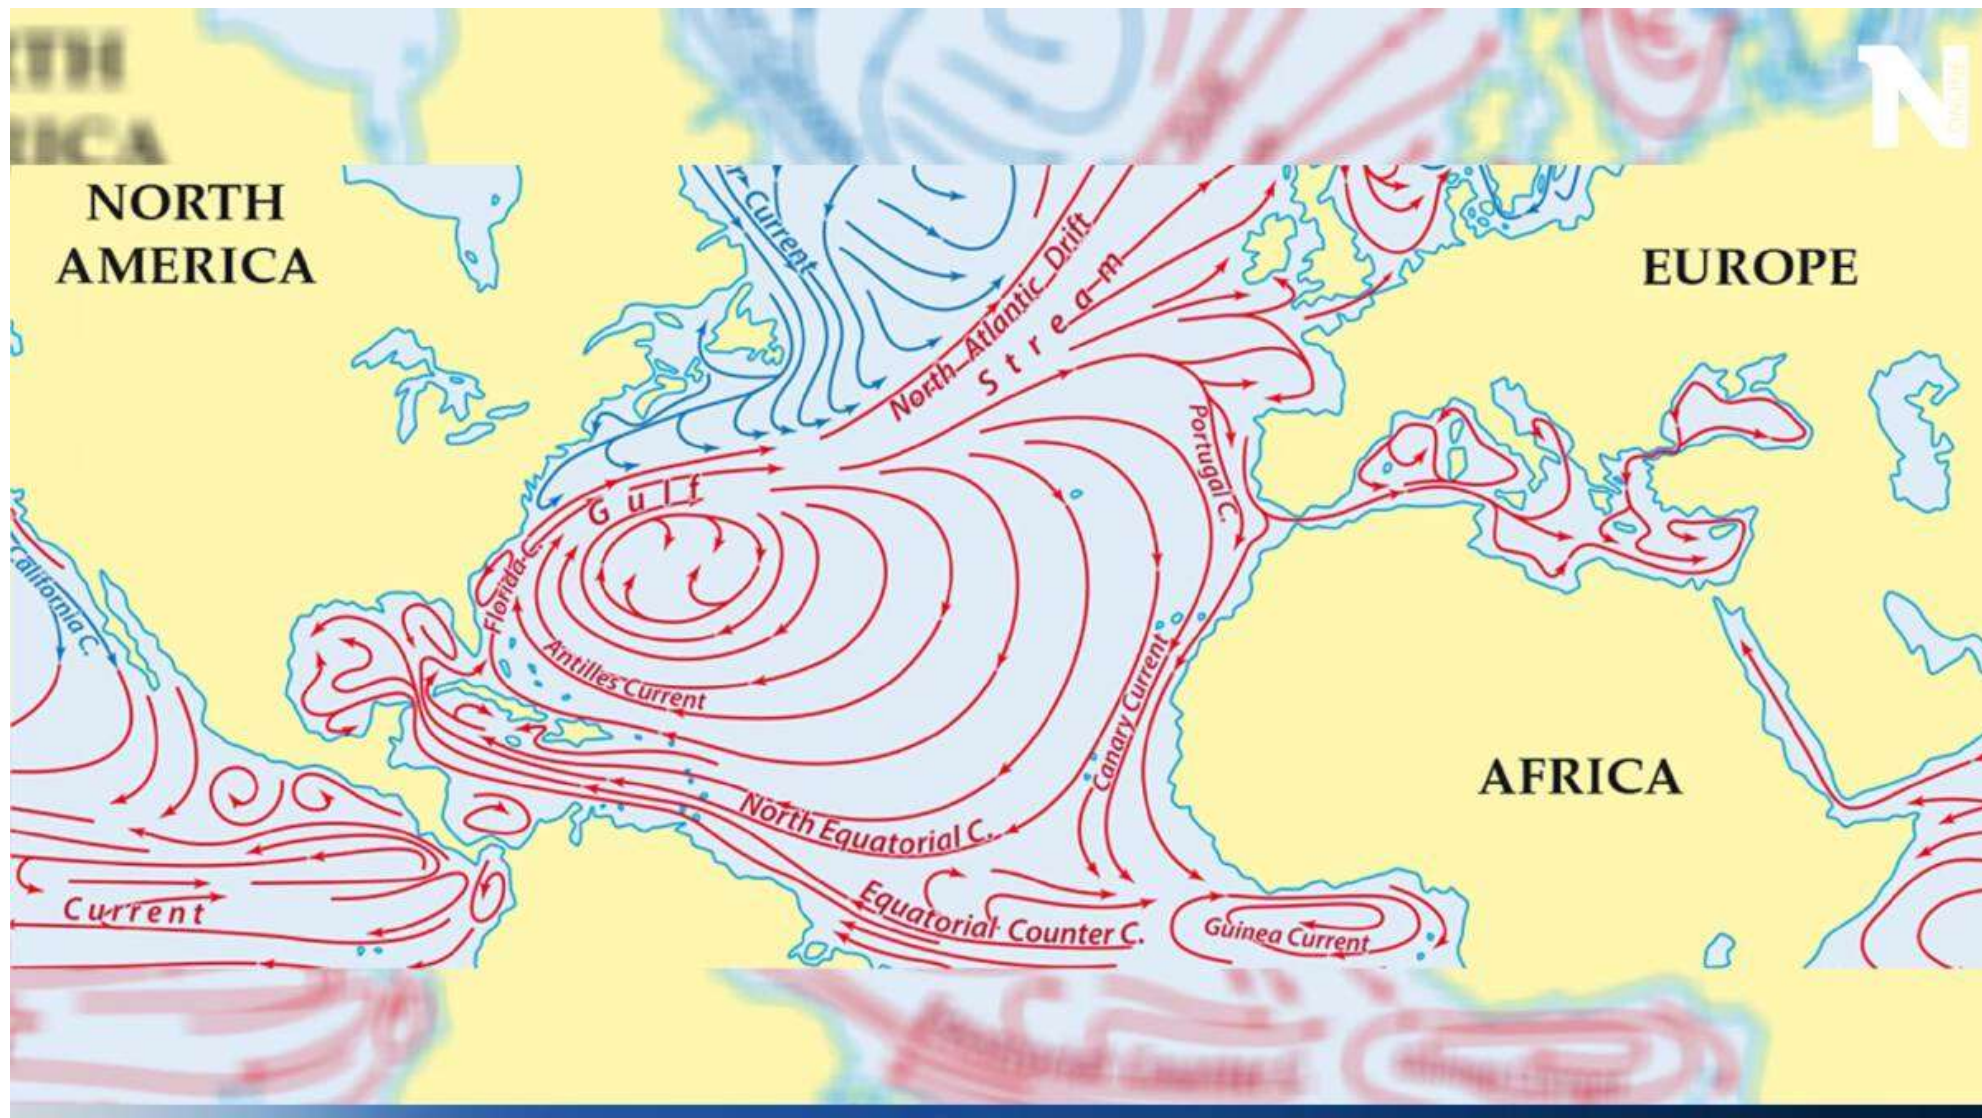 NORTH
AMERICA
EUROPE
AFRICA
Current
North Atlantic Drift
Gulf Stream
Portugal C.
Florida C.
California C.
Antilles Current
Canary Current
North Equatorial C.
Equatorial Counter C.
Guinea Current
Current
N